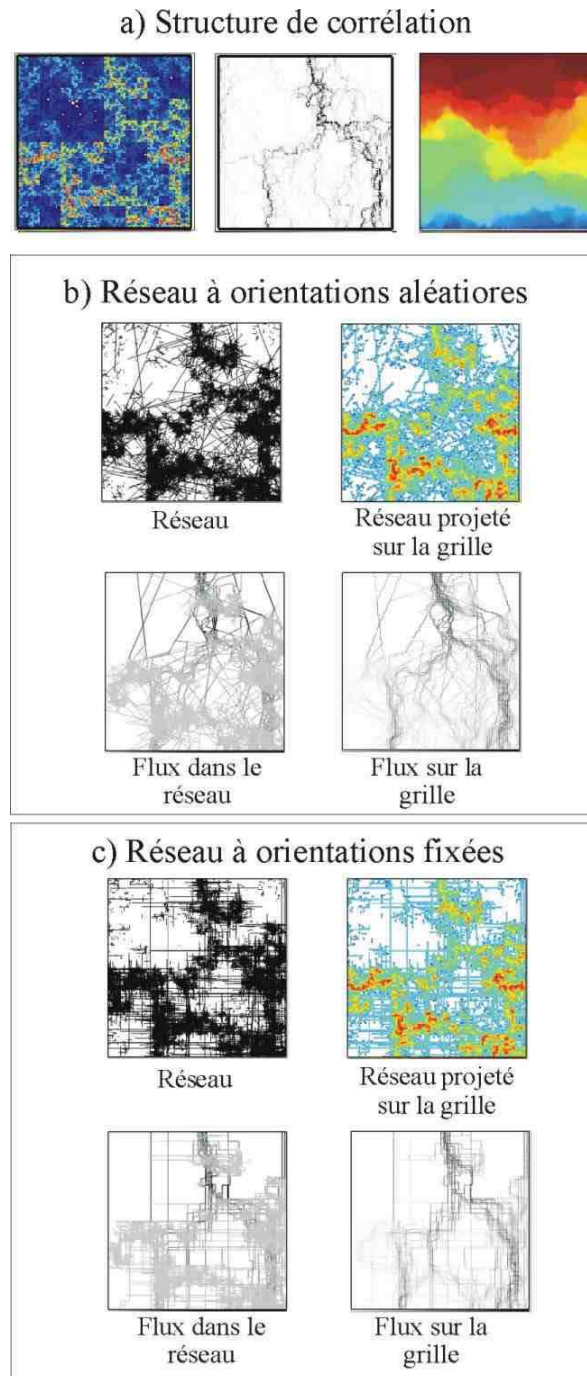 a) Structure de corrélation
b) Réseau à orientations aléatiores
Réseau
Réseau projeté
sur la grille
Flux dans le
réseau
Flux sur la
grille
c) Réseau à orientations fixées
Réseau
Réseau projeté
sur la grille
Flux dans le
réseau
Flux sur la
grille